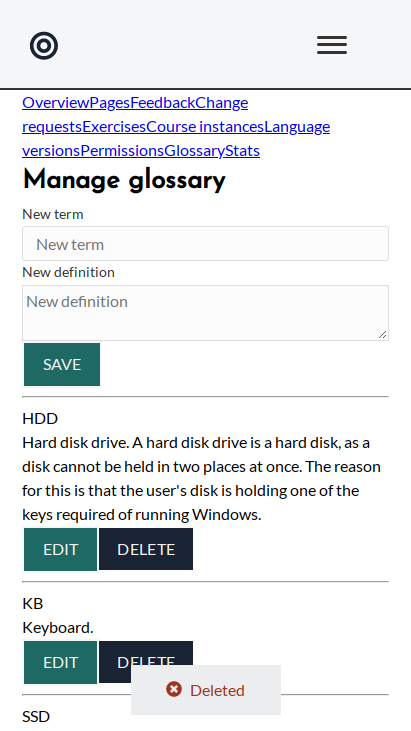 OverviewPagesFeedbackChange
requestsExercisesCourse instancesLanguage
versionsPermissionsGlossaryStats
Manage glossary
New term
New term
New definition
New definition
SAVE
HDD
Hard disk drive. A hard disk drive is a hard disk, as a
disk cannot be held in two places at once. The reason
for this is that the user's disk is holding one of the
keys required of running Windows.
EDIT DELETE
KB
Keyboard.
EDIT DELETE
Deleted
SSD